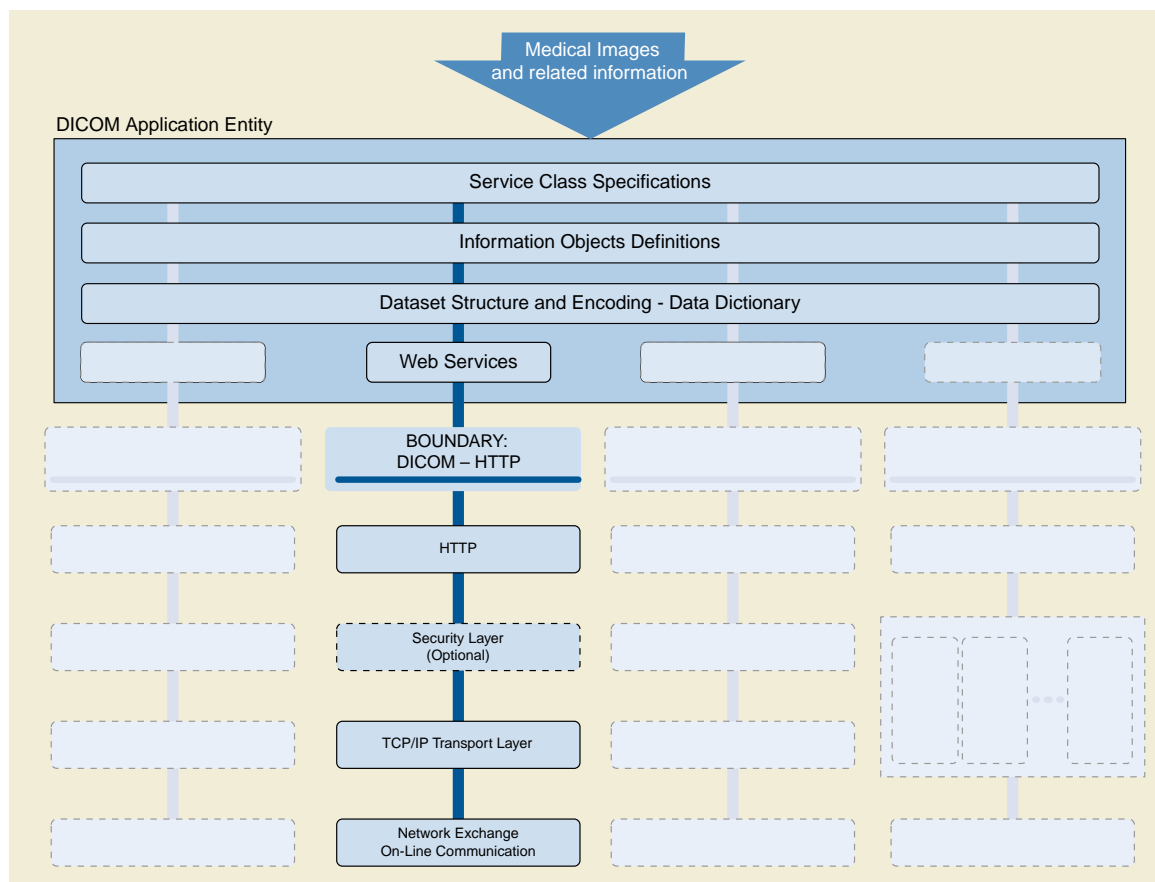 Medical Images
and related information
DICOM Application Entity
Service Class Specifications
Information Objects Definitions
Dataset Structure and Encoding - Data Dictionary
Web Services
BOUNDARY:
DICOM – HTTP
HTTP
Security Layer
(Optional)
TCP/IP Transport Layer
Network Exchange
On-Line Communication